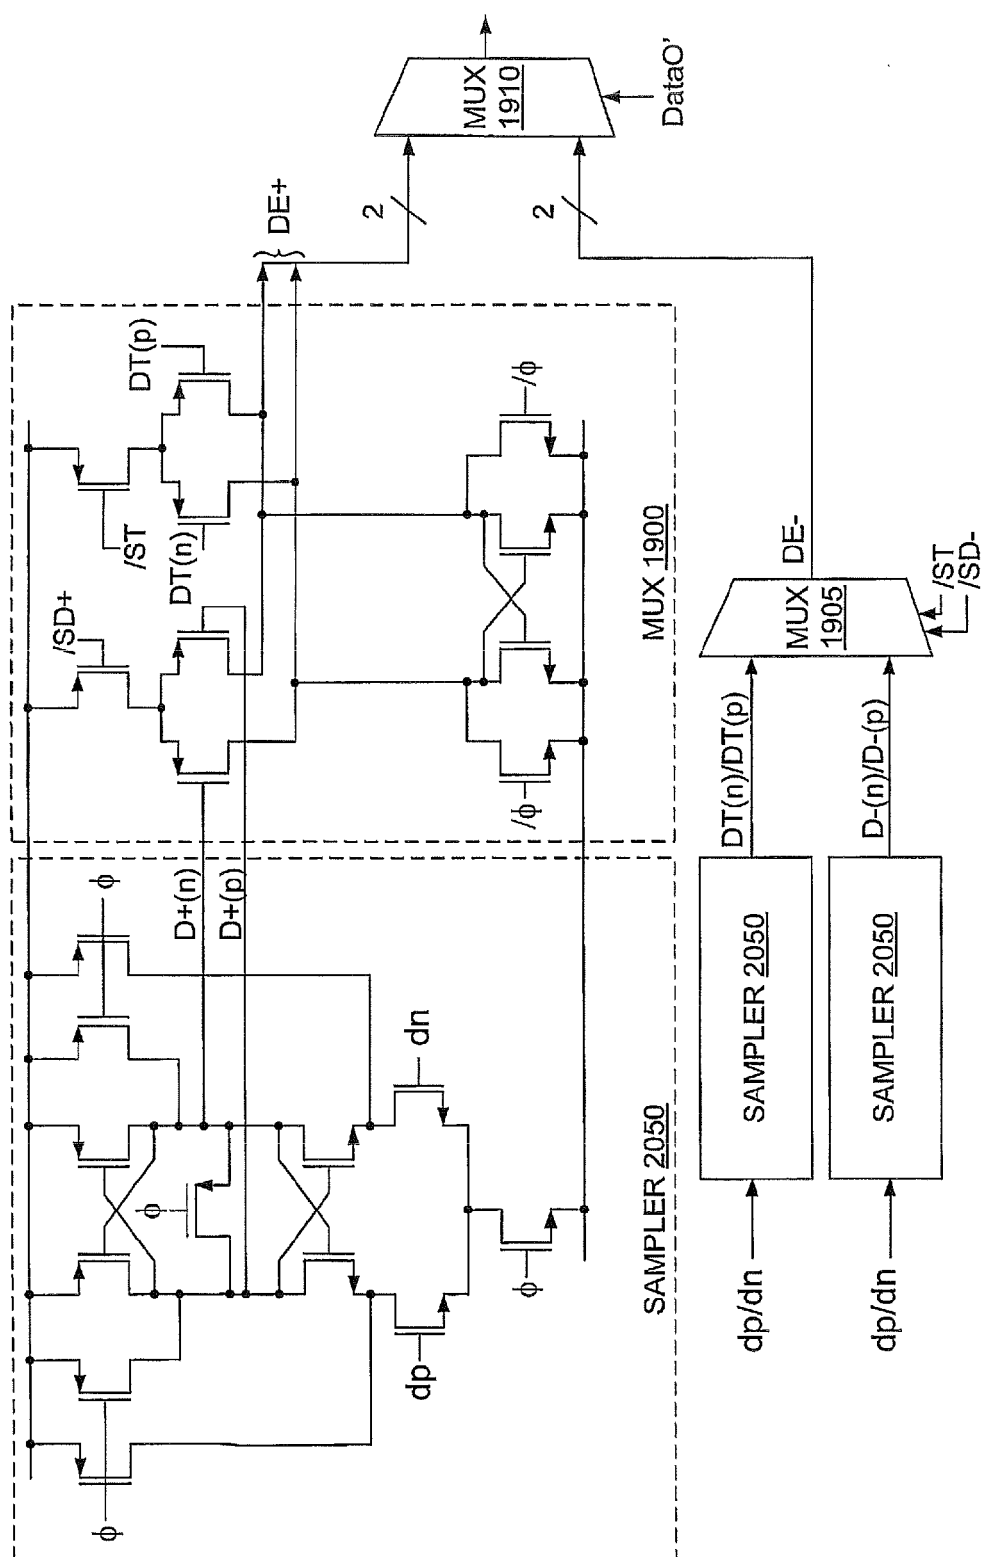 MUX
1910
DataO'
2
2
DE+
DT(p)
/ST
DT(n)
/SD+
/ϕ
/ϕ
MUX 1900
D+(n)
D+(p)
ϕ
ϕ
dn
ϕ
dp
ϕ
SAMPLER 2050
DE-
MUX
1905
/ST
/SD-
DT(n)/DT(p)
D-(n)/D-(p)
SAMPLER 2050
SAMPLER 2050
dp/dn
dp/dn